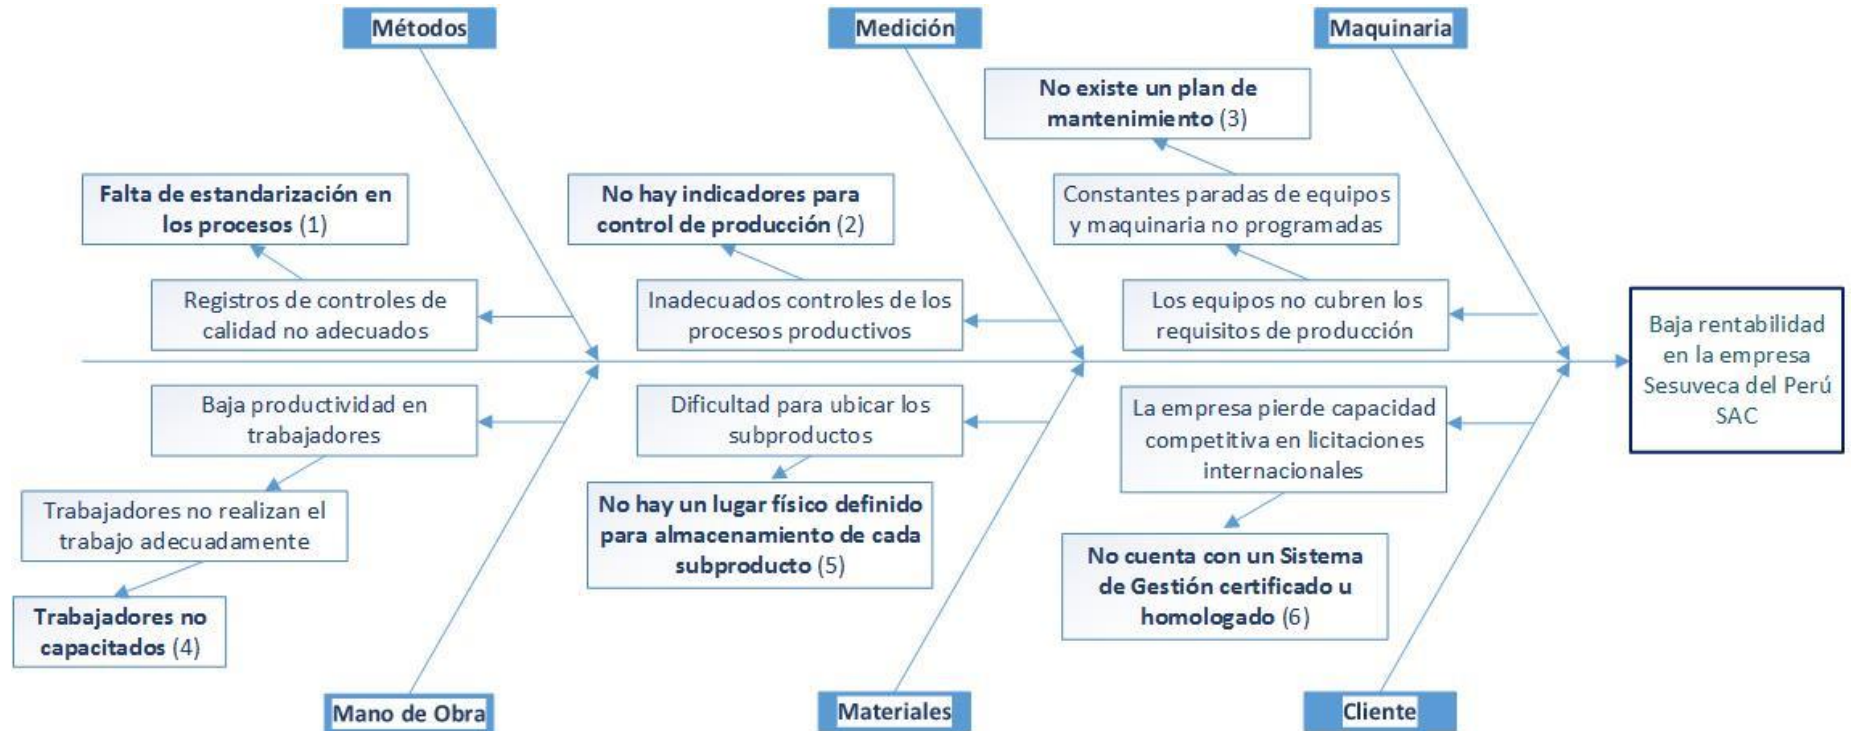 Métodos
Medición
Maquinaria
No existe un plan de
mantenimiento (3)
Falta de estandarización en
los procesos (1)
No hay indicadores para
control de producción (2)
Constantes paradas de equipos
y maquinaria no programadas
Registros de controles de
calidad no adecuados
Inadecuados controles de los
procesos productivos
Los equipos no cubren los
requisitos de producción
Baja rentabilidad
en la empresa
Sesuveca del Perú
SAC
Baja productividad en
trabajadores
Dificultad para ubicar los
subproductos
La empresa pierde capacidad
competitiva en licitaciones
internacionales
Trabajadores no realizan el
trabajo adecuadamente
No hay un lugar físico definido
para almacenamiento de cada
subproducto (5)
No cuenta con un Sistema
de Gestión certificado u
homologado (6)
Trabajadores no
capacitados (4)
Mano de Obra
Materiales
Cliente